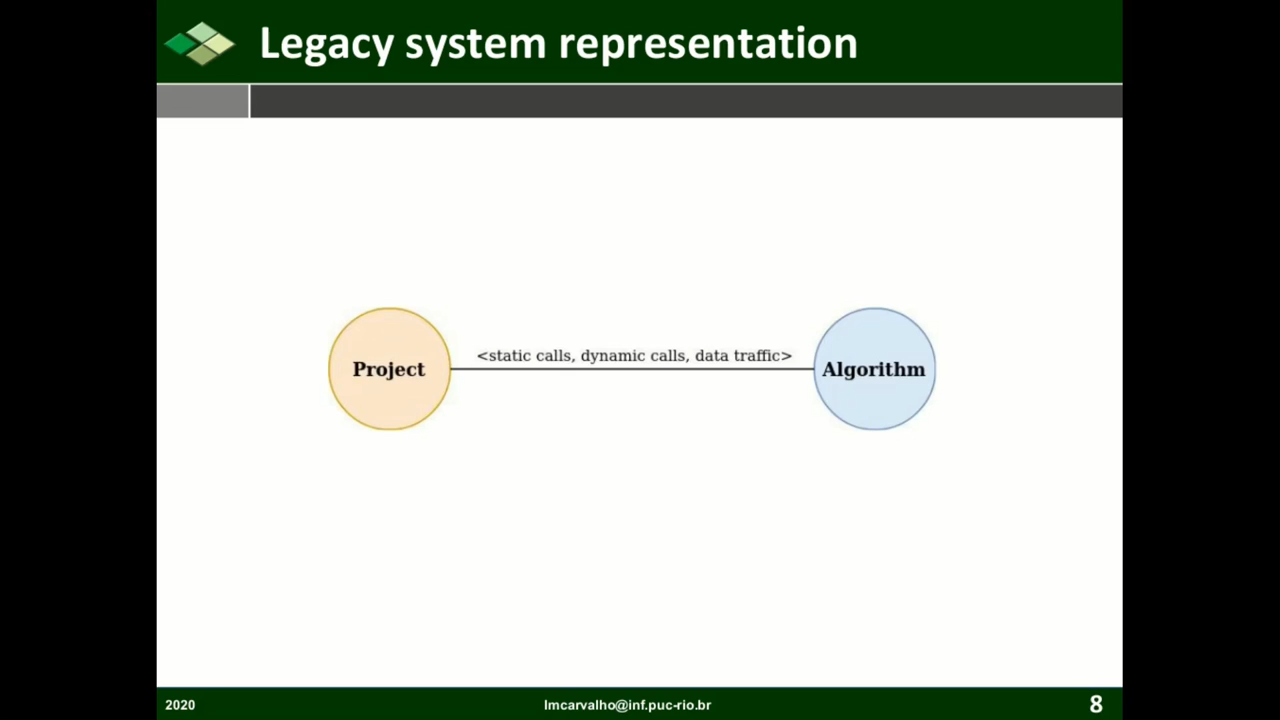 Legacy system representation
<static calls, dynamic calls, data traffic>
Project
Algorithm
2020
lmcarvalho@inf.puc-rio.br
8